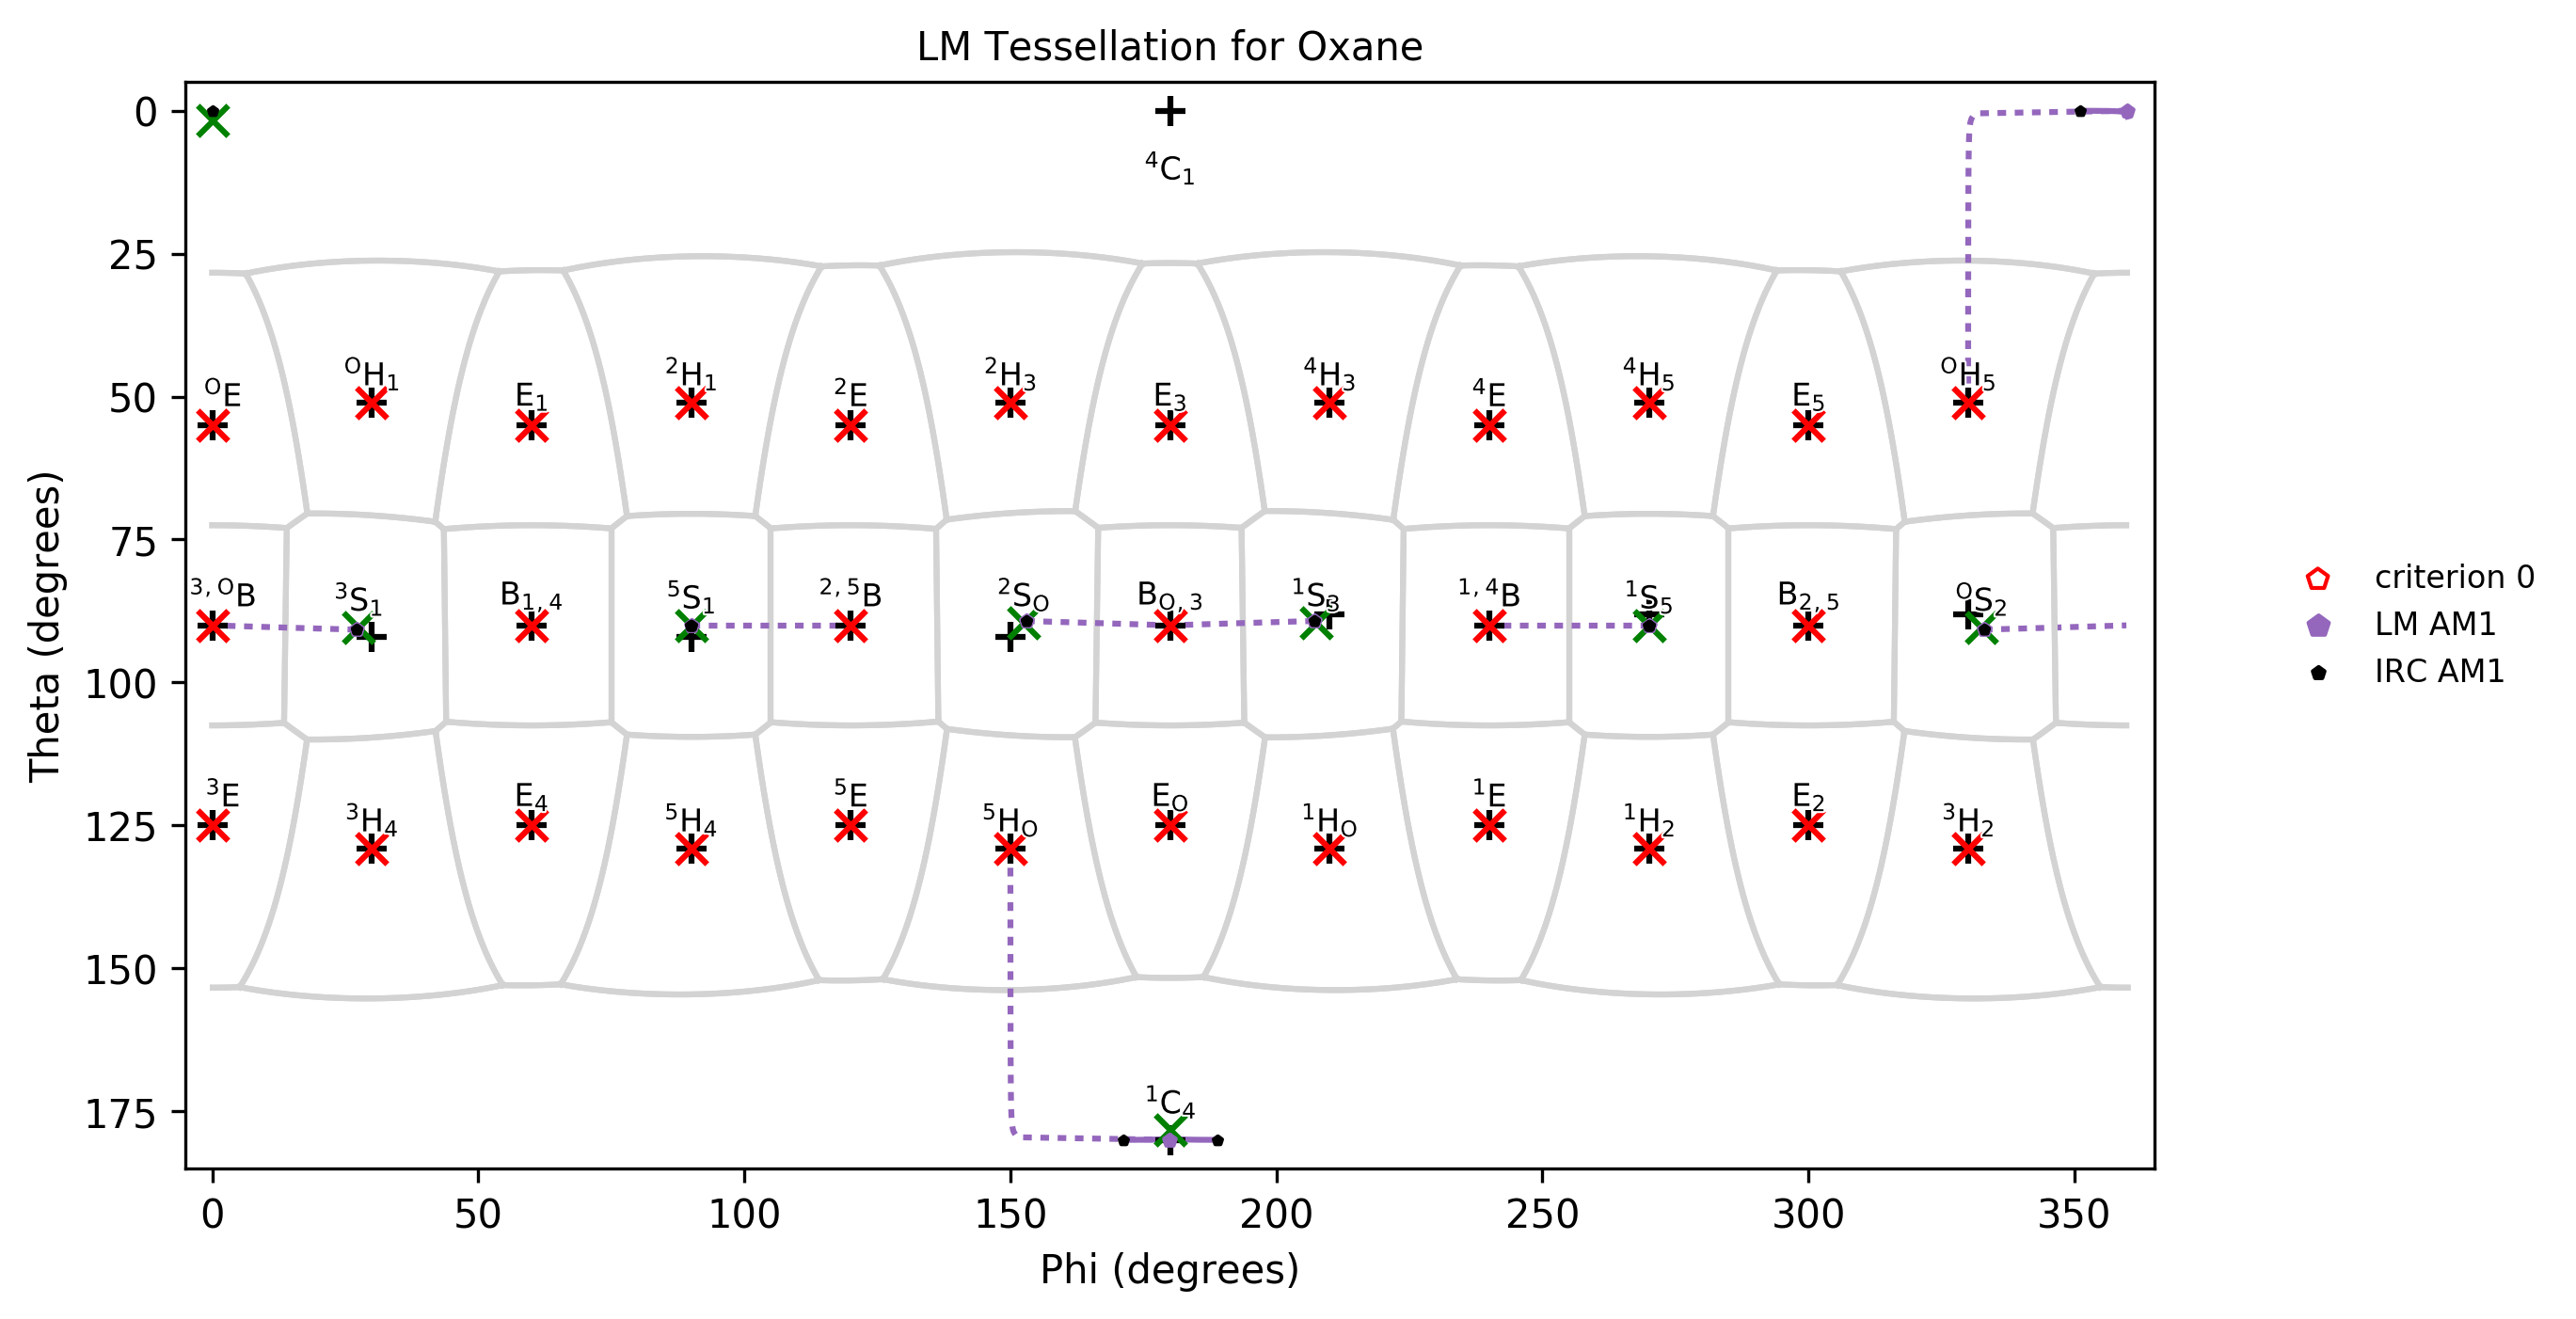 LM Tessellation for Oxane
0
⁴C₁
25
ᴼE ᴼH₁ E₁ ²H₁ ²E ²H₃ E₃ ⁴H₃ ⁴E ⁴H₅ E₅ ᴼH₅
50
75
³,ᴼB ³S₁ B₁,₄ ⁵S₁ ²,⁵B ²Sₒ Bₒ,₃ ¹S₃ ¹,⁴B ¹S₅ B₂,₅ ᴼS₂
100
³E ³H₄ E₄ ⁵H₄ ⁵E ⁵Hₒ Eₒ ¹Hₒ ¹E ¹H₂ E₂ ³H₂
125
150
¹C₄
175
Theta (degrees)
0 50 100 150 200 250 300 350
Phi (degrees)
criterion 0
LM AM1
IRC AM1